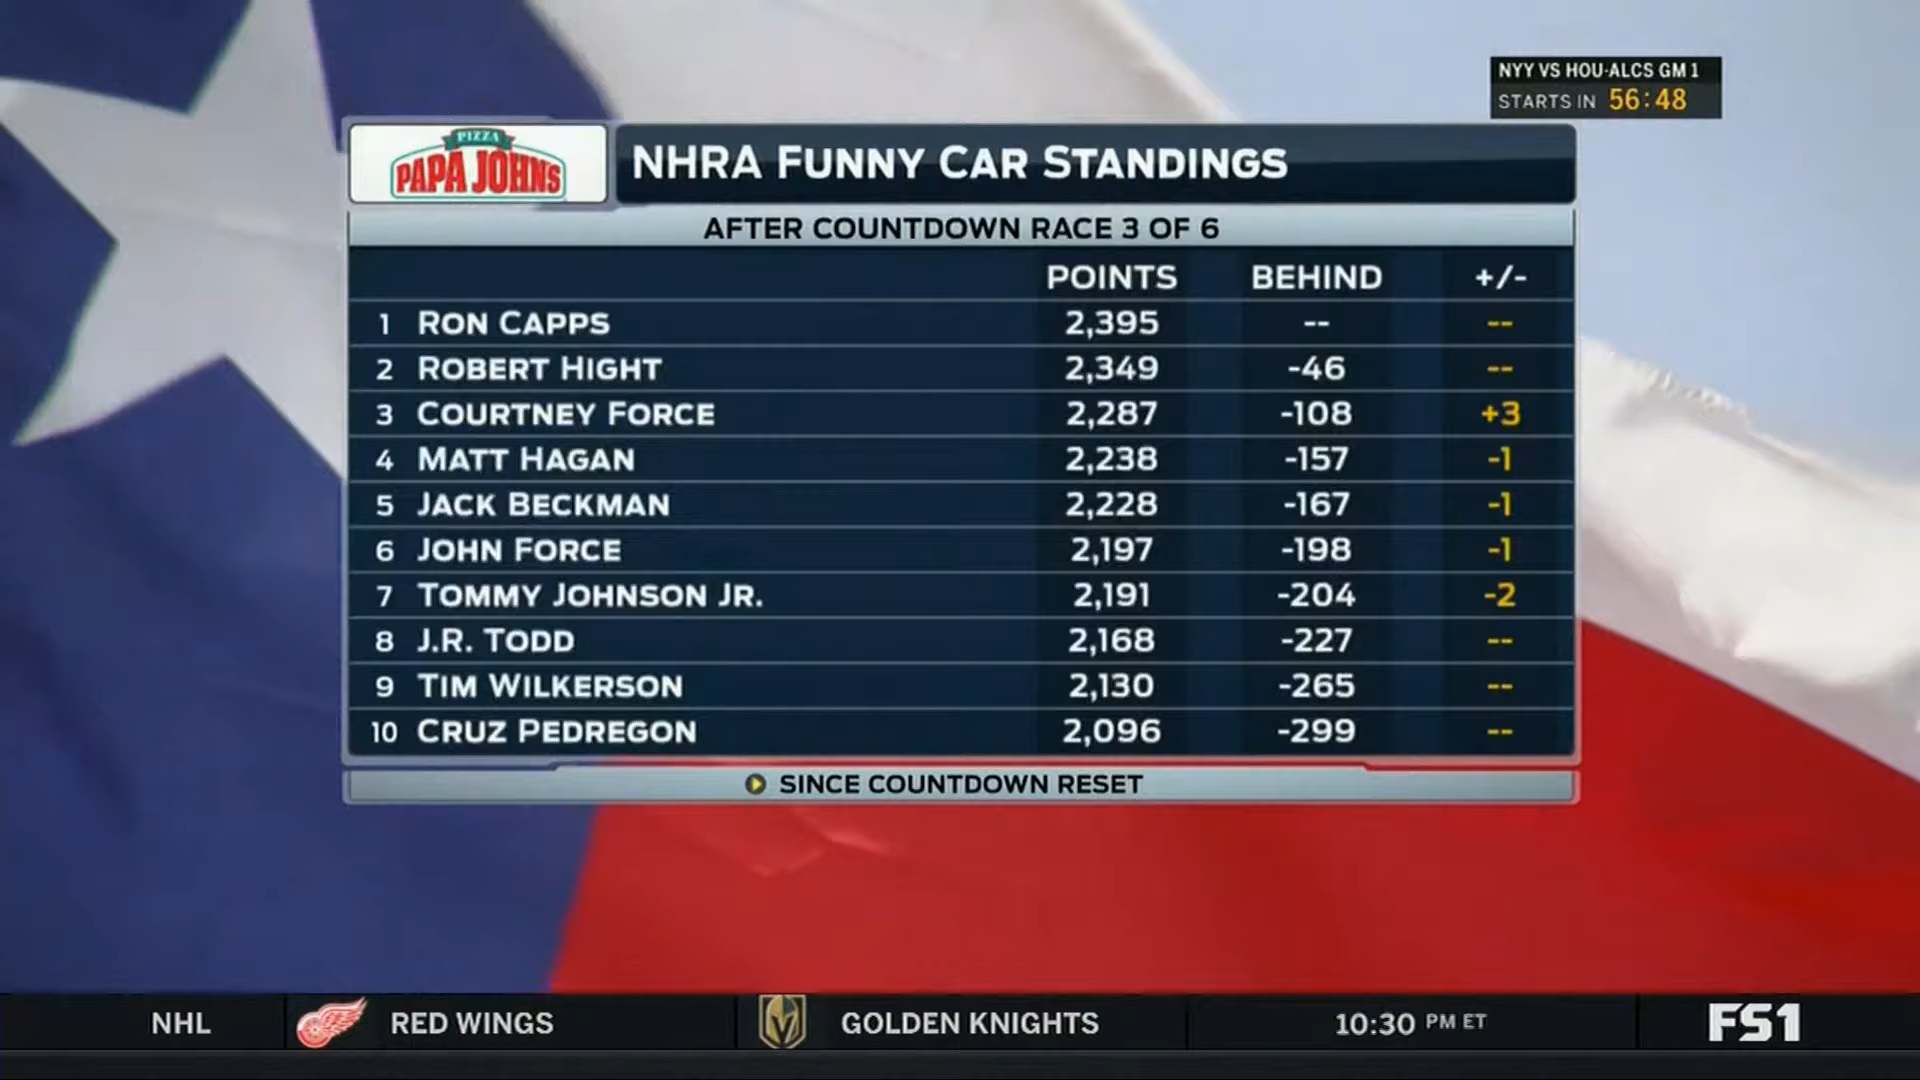 NYY VS HOU-ALCS GM 1
STARTS IN 56:48
PIZZA
PAPA JOHN'S
NHRA FUNNY CAR STANDINGS
AFTER COUNTDOWN RACE 3 OF 6
POINTS BEHIND +/-
1 RON CAPPS 2,395 -- --
2 ROBERT HIGHT 2,349 -46 --
3 COURTNEY FORCE 2,287 -108 +3
4 MATT HAGAN 2,238 -157 -1
5 JACK BECKMAN 2,228 -167 -1
6 JOHN FORCE 2,197 -198 -1
7 TOMMY JOHNSON JR. 2,191 -204 -2
8 J.R. TODD 2,168 -227 --
9 TIM WILKERSON 2,130 -265 --
10 CRUZ PEDREGON 2,096 -299 --
SINCE COUNTDOWN RESET
NHL RED WINGS GOLDEN KNIGHTS 10:30 PM ET FS1